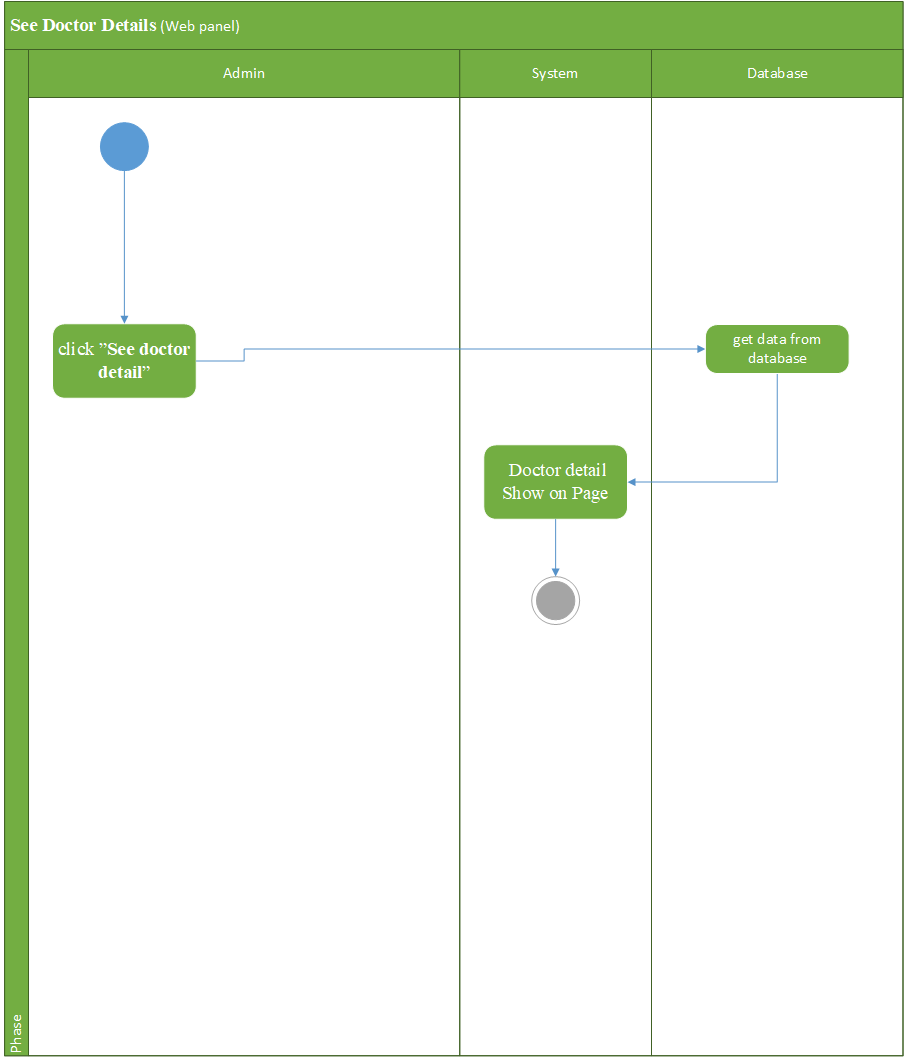 See Doctor Details (Web panel)
Admin
System
Database
click ”See doctor
detail”
get data from
database
Doctor detail
Show on Page
Phase